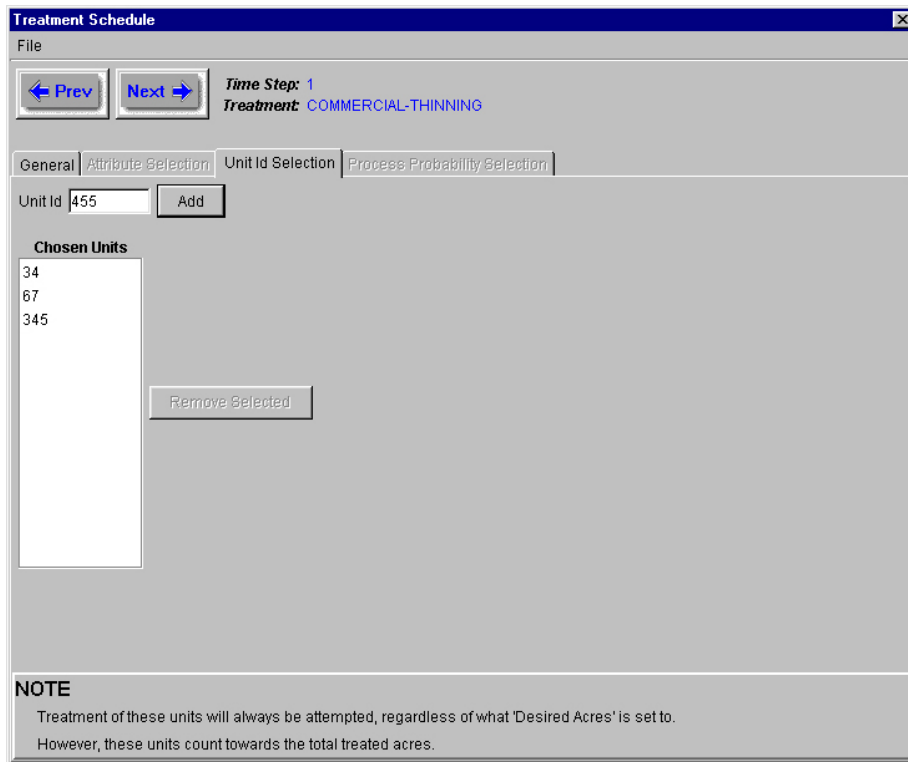 Treatment Schedule
File
Prev Next Time Step: 1
Treatment: COMMERCIAL-THINNING
General Attribute Selection Unit Id Selection Process Probability Selection
Unit Id 455 Add
Chosen Units
34
67
345
Remove Selected
NOTE
Treatment of these units will always be attempted, regardless of what 'Desired Acres' is set to.
However, these units count towards the total treated acres.